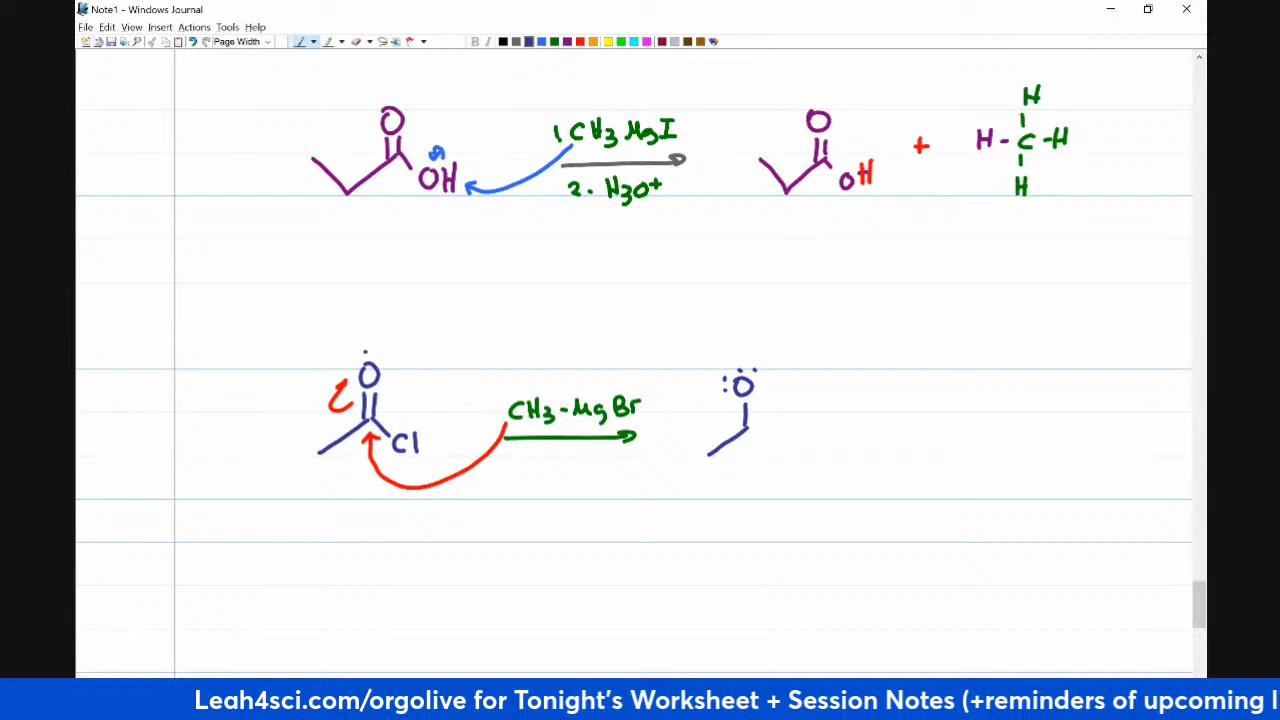 Note1 - Windows Journal
File Edit View Insert Actions Tools Help
Page Width
B I
O
OH
1 CH3 MgI
2. H3O+
O
OH
+
H
H - C - H
H
O
Cl
CH3 - MgBr
:O
Leah4sci.com/orgolive for Tonight's Worksheet + Session Notes (+reminders of upcoming l